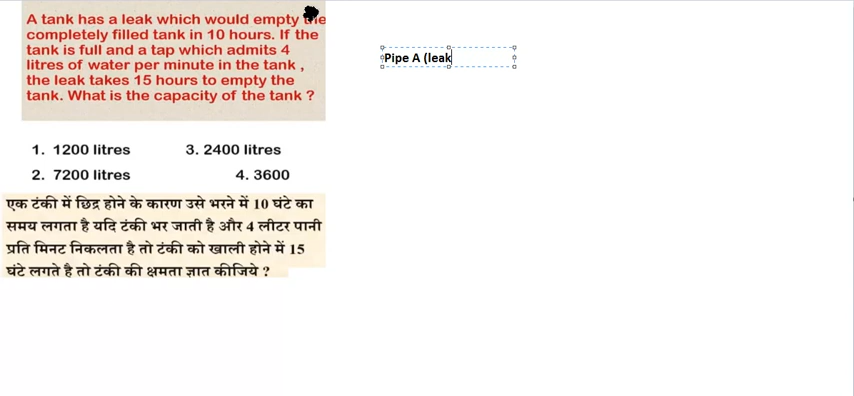 A tank has a leak which would empty the
completely filled tank in 10 hours. If the
tank is full and a tap which admits 4
litres of water per minute in the tank ,
the leak takes 15 hours to empty the
tank. What is the capacity of the tank ?
Pipe A (leak
1. 1200 litres 3. 2400 litres
2. 7200 litres 4. 3600
एक टंकी में छिद्र होने के कारण उसे भरने में 10 घंटे का
समय लगता है यदि टंकी भर जाती है और 4 लीटर पानी
प्रति मिनट निकलता है तो टंकी को खाली होने में 15
घंटे लगते है तो टंकी की क्षमता ज्ञात कीजिये ?